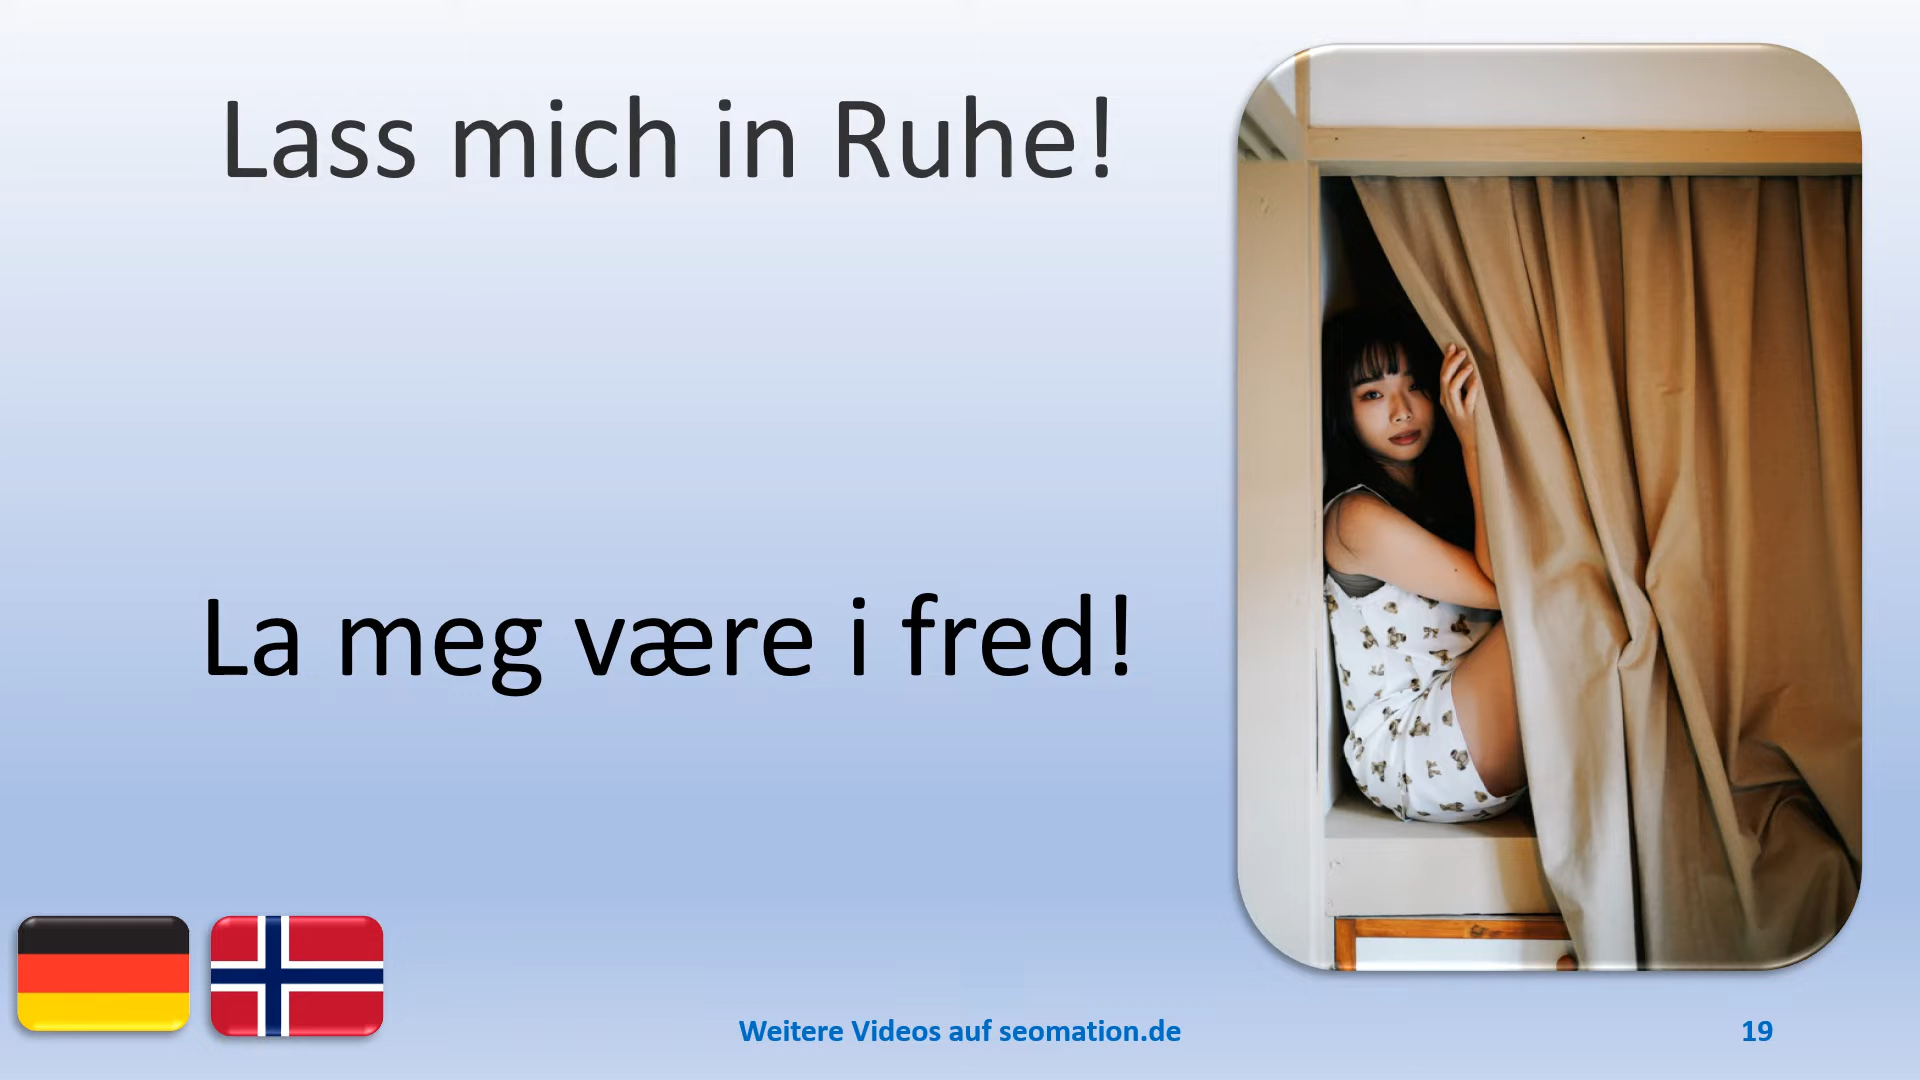 Lass mich in Ruhe!
La meg være i fred!
Weitere Videos auf seomation.de
19